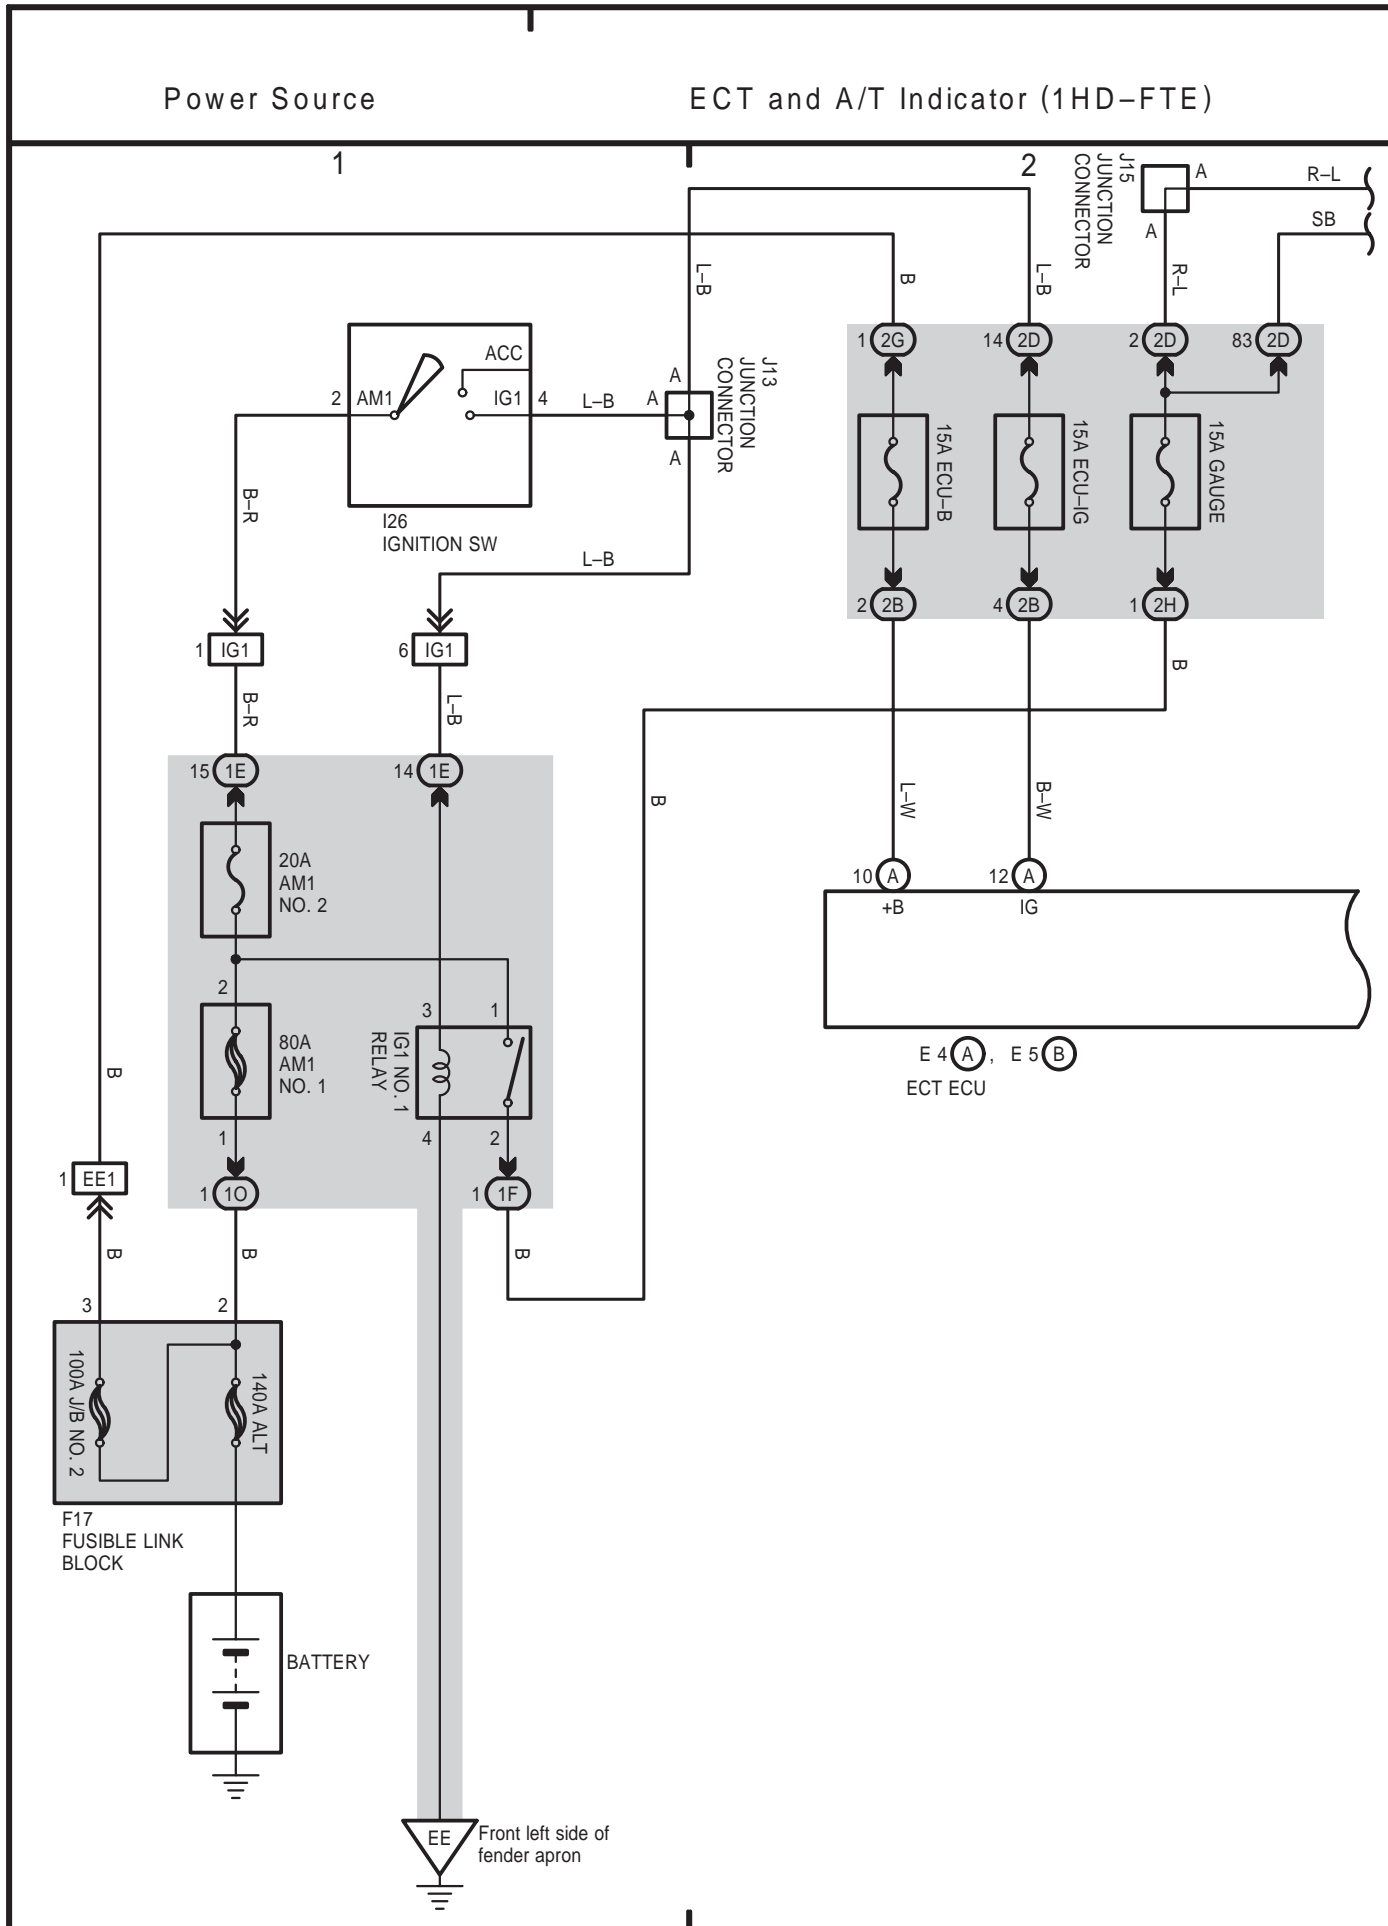 Power Source
ECT and A/T Indicator (1HD–FTE)
1
2
J15
JUNCTION
CONNECTOR
A
A
R–L
SB
R–L
L–B
L–B
B
1 2G
14 2D
2 2D
83 2D
ACC
2 AM1
IG1 4
L–B
A
A
A
J13
JUNCTION
CONNECTOR
15A ECU–B
15A ECU–IG
15A GAUGE
B–R
I26
IGNITION SW
L–B
2 2B
4 2B
1 2H
1 IG1
6 IG1
B–R
L–B
B
15 1E
14 1E
B
L–W
B–W
20A
AM1
NO. 2
10 A
12 A
+B
IG
2
3
1
80A
AM1
NO. 1
IG1 NO. 1
RELAY
E 4 A , E 5 B
ECT ECU
B
1
4
2
1 EE1
1 1O
1 1F
B
B
B
3
2
100A J/B NO. 2
140A ALT
F17
FUSIBLE LINK
BLOCK
BATTERY
EE
Front left side of
fender apron